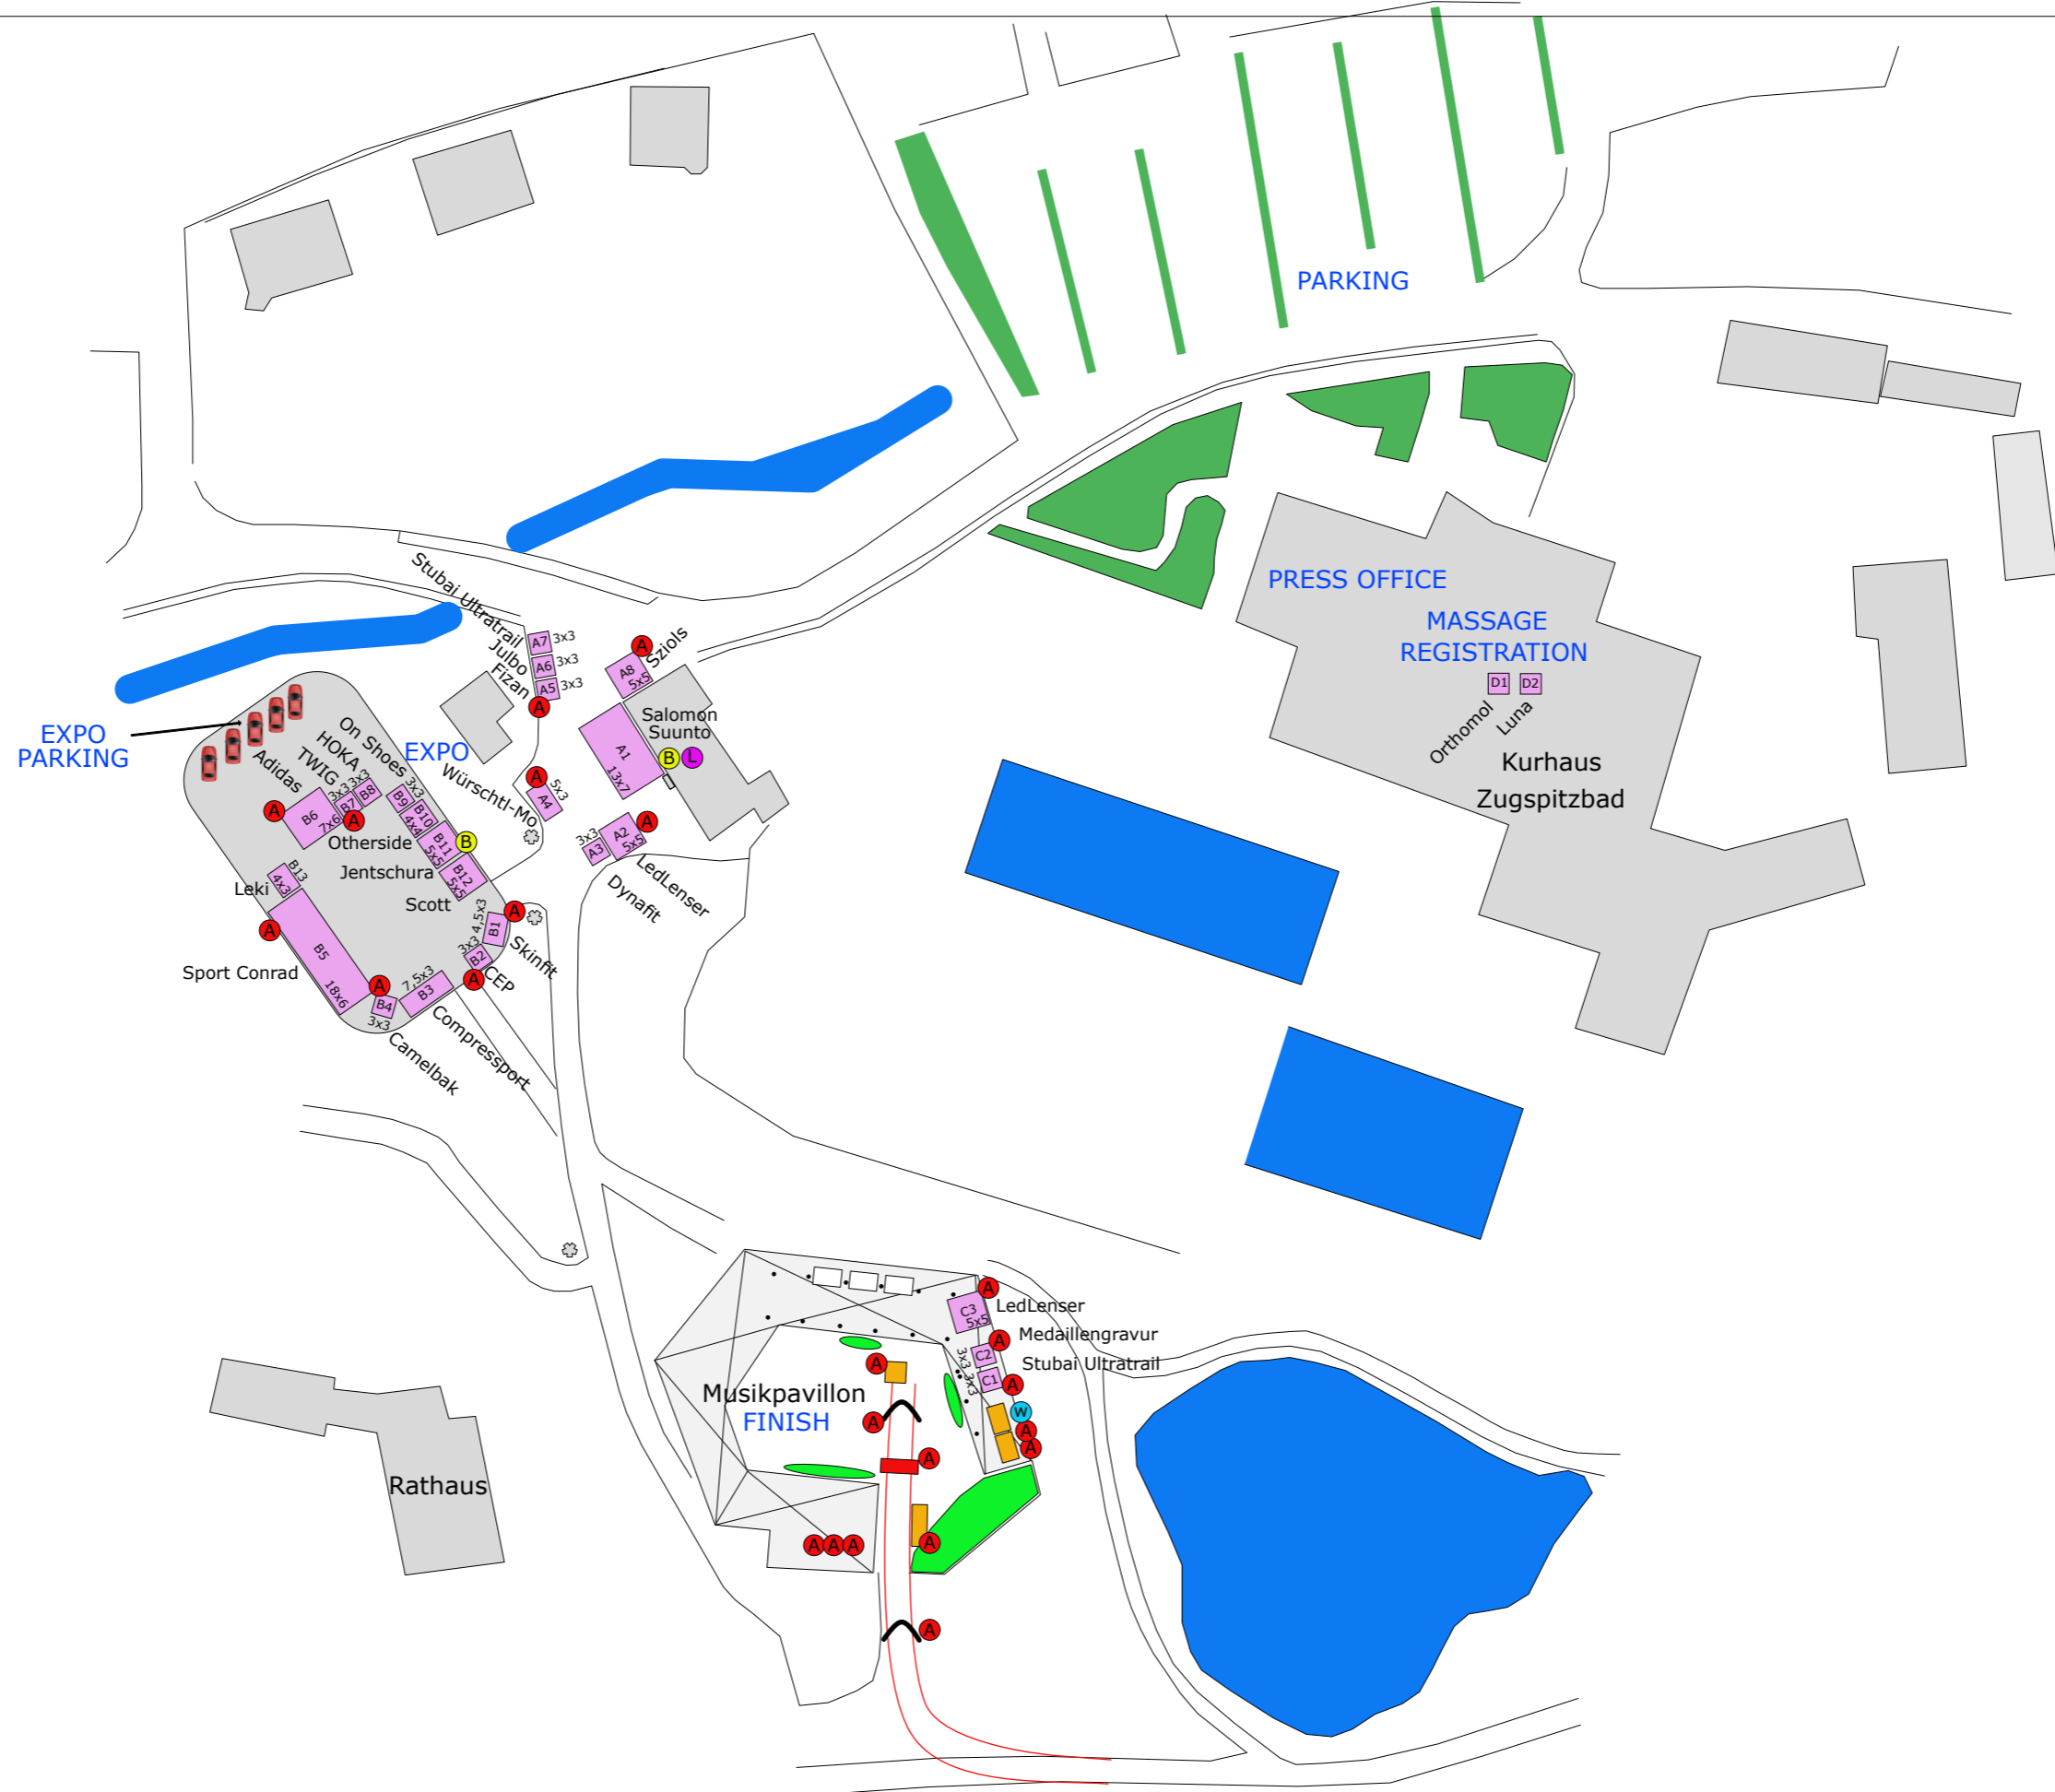 PARKING
PRESS OFFICE
MASSAGE
REGISTRATION
D1
D2
Orthomol
Luna
Kurhaus
Zugspitzbad
Stubai Ultratrail
Julbo
Fizan
A7
3x3
A6
3x3
A5
3x3
A
A
Sziols
A8
5x5
Salomon
Suunto
A1
13x7
B
L
EXPO
PARKING
EXPO
Würschtl-Mo
A
A4
5x3
A
A2
5x5
A3
3x3
LedLenser
Dynafit
On Shoes
HOKA
TWIG
Adidas
A
B6
7x6
B7
3x3
B8
3x3
A
B9
3x3
B10
4x4
B11
5x5
B
B12
5x5
Otherside
Jentschura
Scott
Leki
B13
4x3
A
B5
18x6
Sport Conrad
A
B1
4,5x3
Skinfit
B2
3x3
CEP
A
B3
7,5x3
Compressport
A
B4
3x3
Camelbak
A
C3
5x5
LedLenser
A
Medaillengravur
C2
3x3
Stubai Ultratrail
C1
3x3
A
W
A
A
A
Musikpavillon
FINISH
A
A
A
A
A
A
A
A
Rathaus